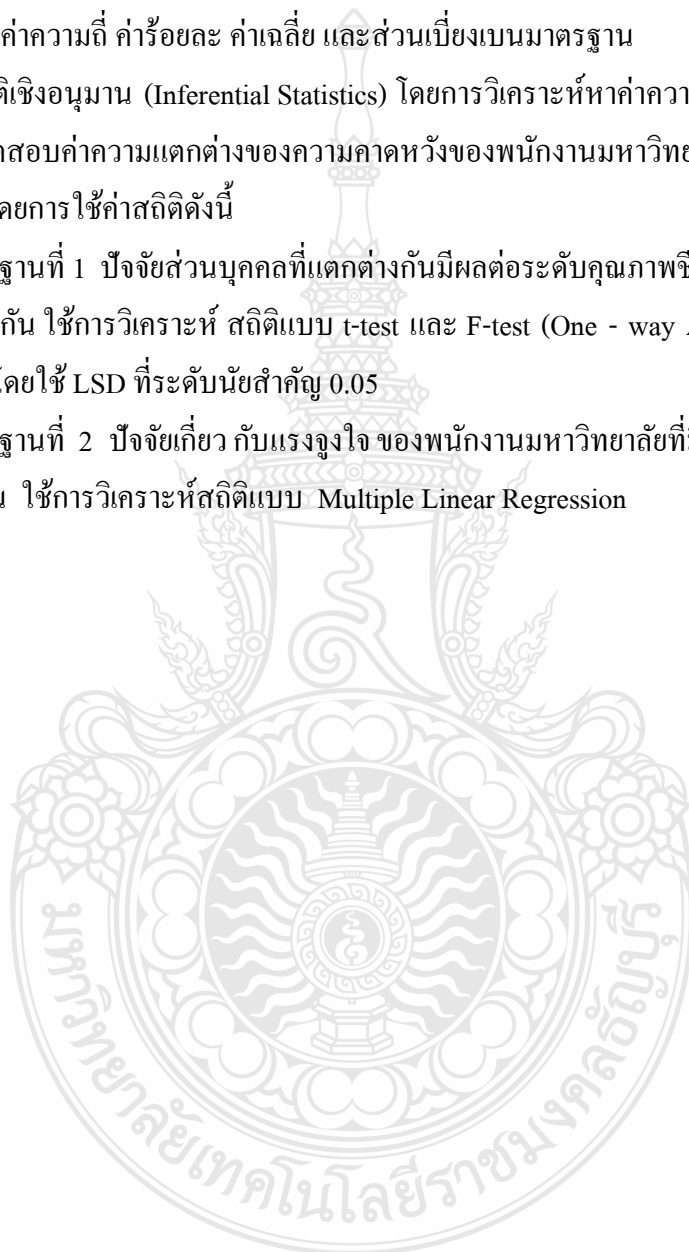 ค่าความถี่ ค่าร้อยละ ค่าเฉลี่ย และส่วนเบี่ยงเบนมาตรฐาน
ติเชิงอนุมาน (Inferential Statistics) โดยการวิเคราะห์หาค่าความ
สอบค่าความแตกต่างของความคาดหวังของพนักงานมหาวิทย
ดยการใช้ค่าสถิติดังนี้
ฐานที่ 1 ปัจจัยส่วนบุคคลที่แตกต่างกันมีผลต่อระดับคุณภาพชี
กัน ใช้การวิเคราะห์ สถิติแบบ t-test และ F-test (One - way
โดยใช้ LSD ที่ระดับนัยสำคัญ 0.05
ฐานที่ 2 ปัจจัยเกี่ยว กับแรงจูงใจ ของพนักงานมหาวิทยาลัยที่
น ใช้การวิเคราะห์สถิติแบบ Multiple Linear Regression
มหาวิทยาลัยเทคโนโลยีราชมงคลธัญบุรี